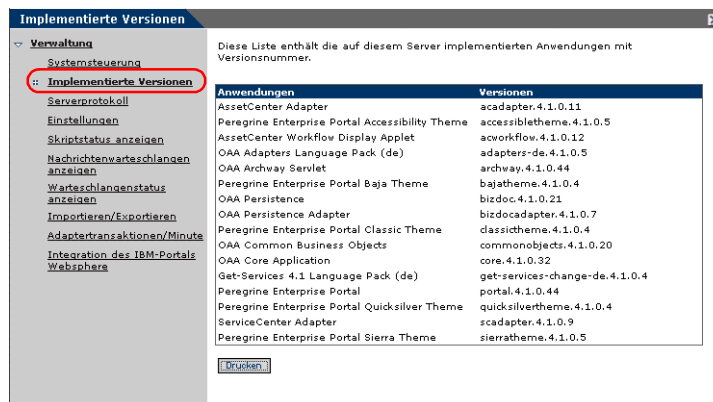 Implementierte Versionen
Verwaltung
Systemsteuerung
Implementierte Versionen
Serverprotokoll
Einstellungen
Skriptstatus anzeigen
Nachrichtenwarteschlangen
anzeigen
Warteschlangenstatus
anzeigen
Importieren/Exportieren
Adaptertransaktionen/Minute
Integration des IBM-Portals
Websphere
Diese Liste enthält die auf diesem Server implementierten Anwendungen mit
Versionsnummer.
Anwendungen Versionen
AssetCenter Adapter acadapter.4.1.0.11
Peregrine Enterprise Portal Accessibility Theme accessibletheme.4.1.0.5
AssetCenter Workflow Display Applet acworkflow.4.1.0.12
OAA Adapters Language Pack (de) adapters-de.4.1.0.5
OAA Archway Servlet archway.4.1.0.44
Peregrine Enterprise Portal Baja Theme bajatheme.4.1.0.4
OAA Persistence bizdoc.4.1.0.21
OAA Persistence Adapter bizdocadapter.4.1.0.7
Peregrine Enterprise Portal Classic Theme classictheme.4.1.0.4
OAA Common Business Objects commonobjects.4.1.0.20
OAA Core Application core.4.1.0.32
Get-Services 4.1 Language Pack (de) get-services-change-de.4.1.0.4
Peregrine Enterprise Portal portal.4.1.0.44
Peregrine Enterprise Portal Quicksilver Theme quicksilvertheme.4.1.0.4
ServiceCenter Adapter scadapter.4.1.0.9
Peregrine Enterprise Portal Sierra Theme sierratheme.4.1.0.5
Drucken